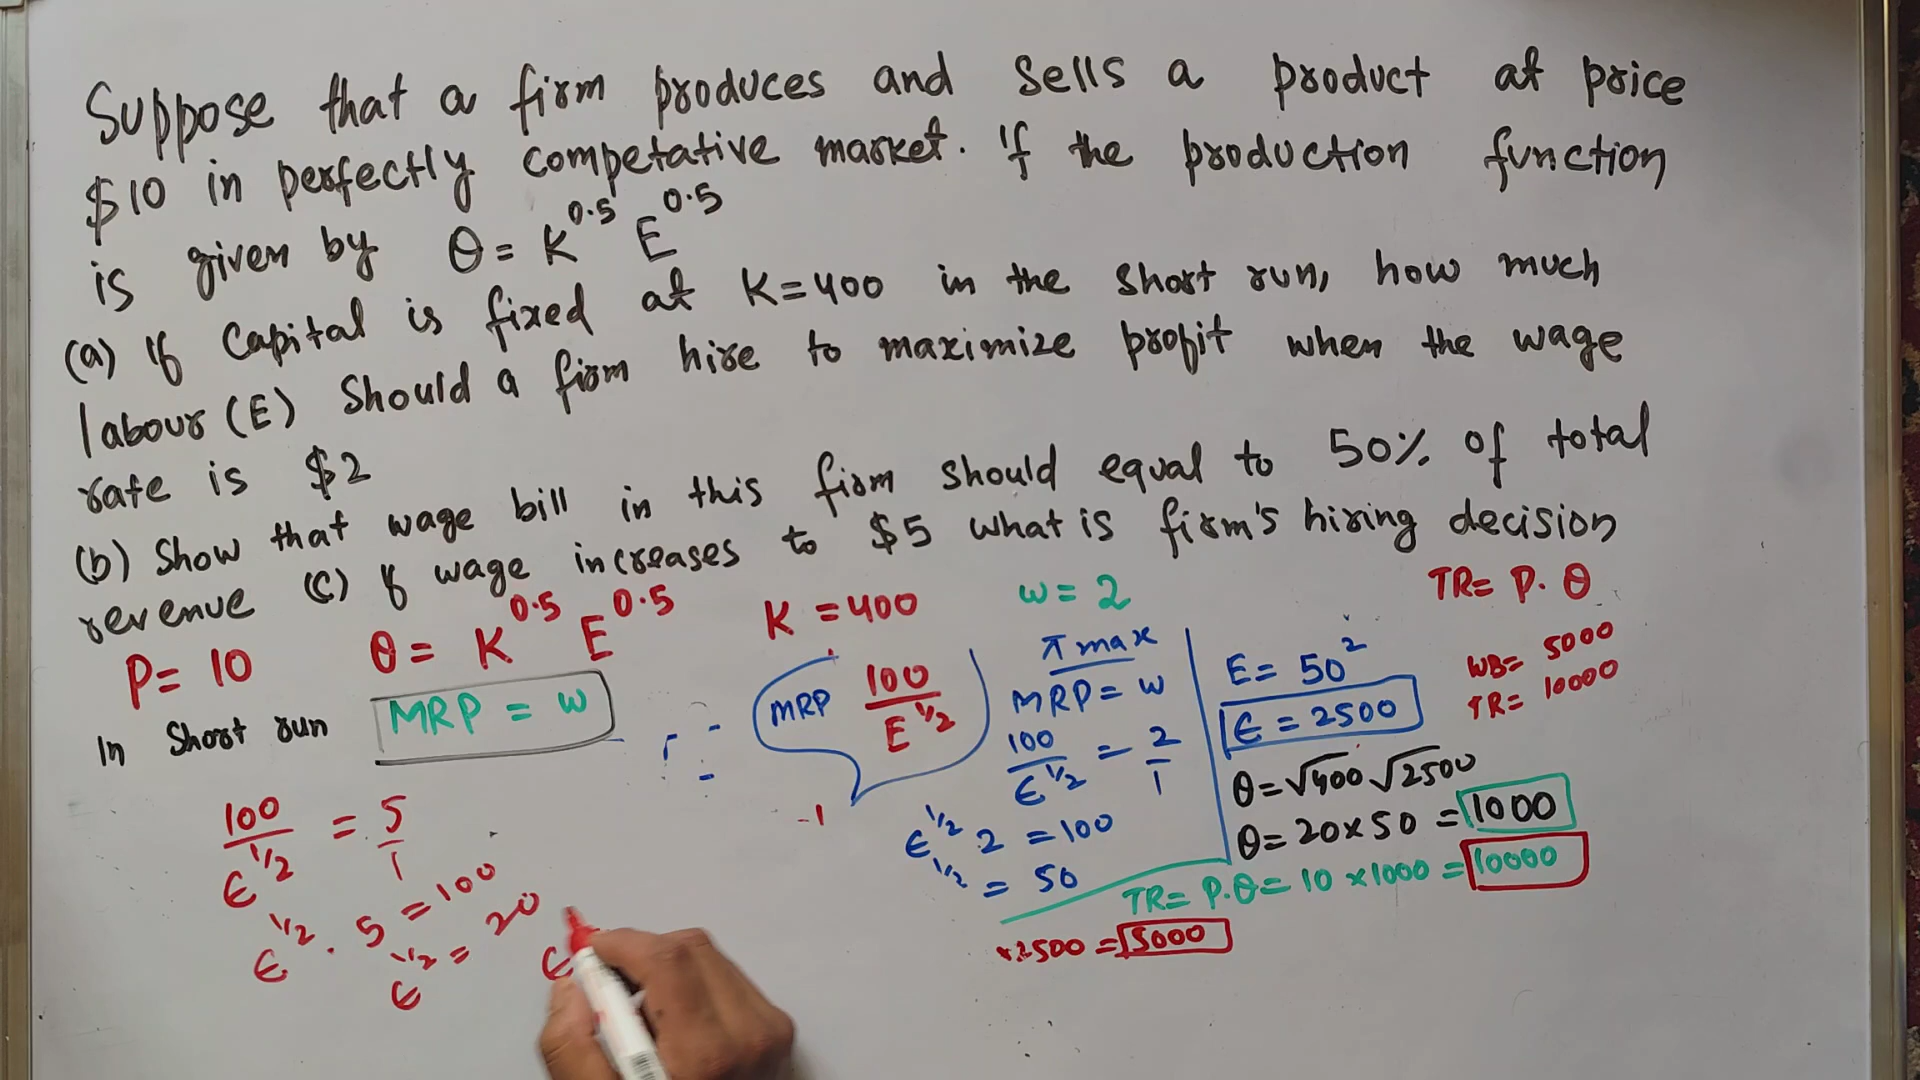 Suppose that a firm produces and sells a product at price
$10 in perfectly competative market. If the production function
is given by θ = K^0.5 E^0.5
(a) If Capital is fixed at K=400 in the short run, how much
labour (E) Should a firm hire to maximize profit when the wage
rate is $2
(b) Show that wage bill in this firm should equal to 50% of total
revenue (C) If wage increases to $5 what is firm's hiring decision
P= 10 θ = K^0.5 E^0.5 K = 400 w = 2 TR= P. θ
In Short run MRP = w
MRP 100/E^1/2
π max
MRP = w
100/E^1/2 = 2/1
E^1/2 2 = 100
^1/2 = 50
E = 50^2
E = 2500
WB= 5000
TR= 10000
θ = √400 √2500
θ = 20 × 50 = 1000
TR= P.θ = 10 × 1000 = 10000
×2500 = 5000
100/E^1/2 = 5/1
E^1/2 . 5 = 100
E^1/2 = 20
E